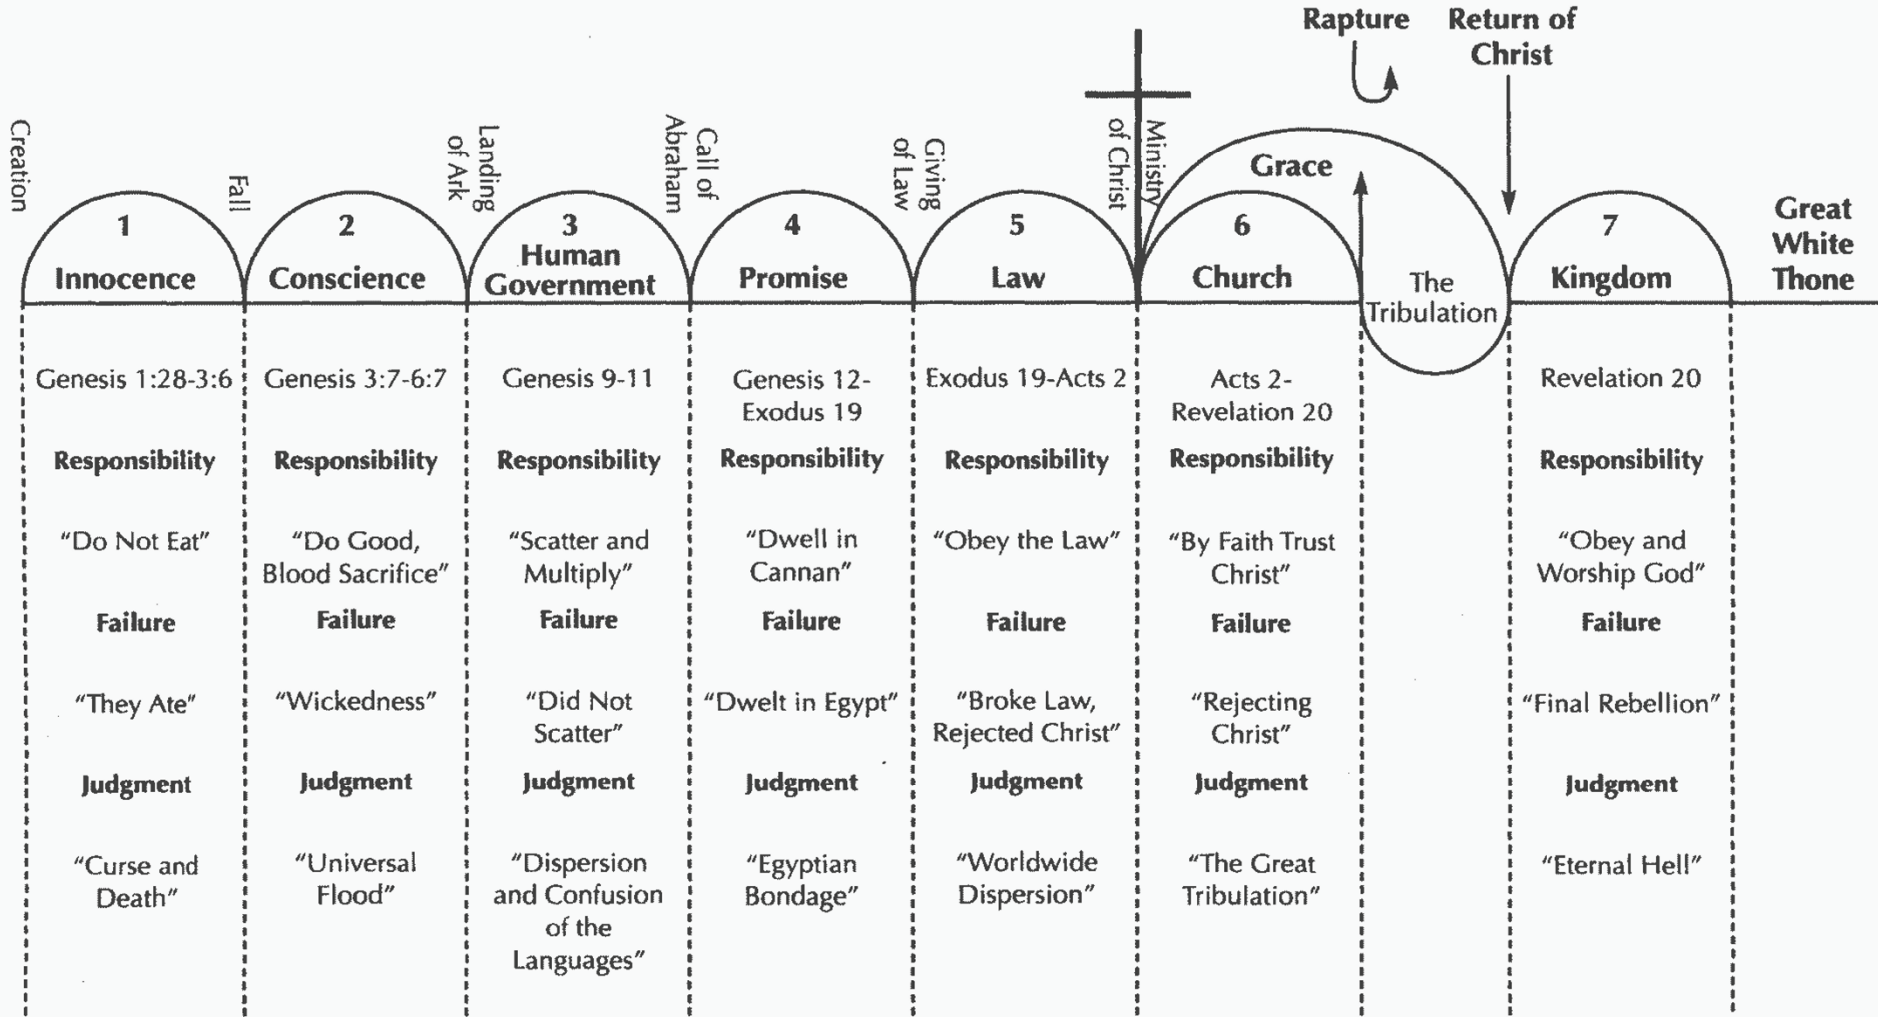 Rapture
Return of
Christ
Creation
Fall
Landing
of Ark
Call of
Abraham
Giving
of Law
Ministry
of Christ
Grace
1
Innocence
2
Conscience
3
Human
Government
4
Promise
5
Law
6
Church
The
Tribulation
7
Kingdom
Great
White
Thone
Genesis 1:28-3:6
Genesis 3:7-6:7
Genesis 9-11
Genesis 12-
Exodus 19
Exodus 19-Acts 2
Acts 2-
Revelation 20
Revelation 20
Responsibility
Responsibility
Responsibility
Responsibility
Responsibility
Responsibility
Responsibility
“Do Not Eat”
“Do Good,
Blood Sacrifice”
“Scatter and
Multiply”
“Dwell in
Cannan”
“Obey the Law”
“By Faith Trust
Christ”
“Obey and
Worship God”
Failure
Failure
Failure
Failure
Failure
Failure
Failure
“They Ate”
“Wickedness”
“Did Not
Scatter”
“Dwelt in Egypt”
“Broke Law,
Rejected Christ”
“Rejecting
Christ”
“Final Rebellion”
Judgment
Judgment
Judgment
Judgment
Judgment
Judgment
Judgment
“Curse and
Death”
“Universal
Flood”
“Dispersion
and Confusion
of the
Languages”
“Egyptian
Bondage”
“Worldwide
Dispersion”
“The Great
Tribulation”
“Eternal Hell”